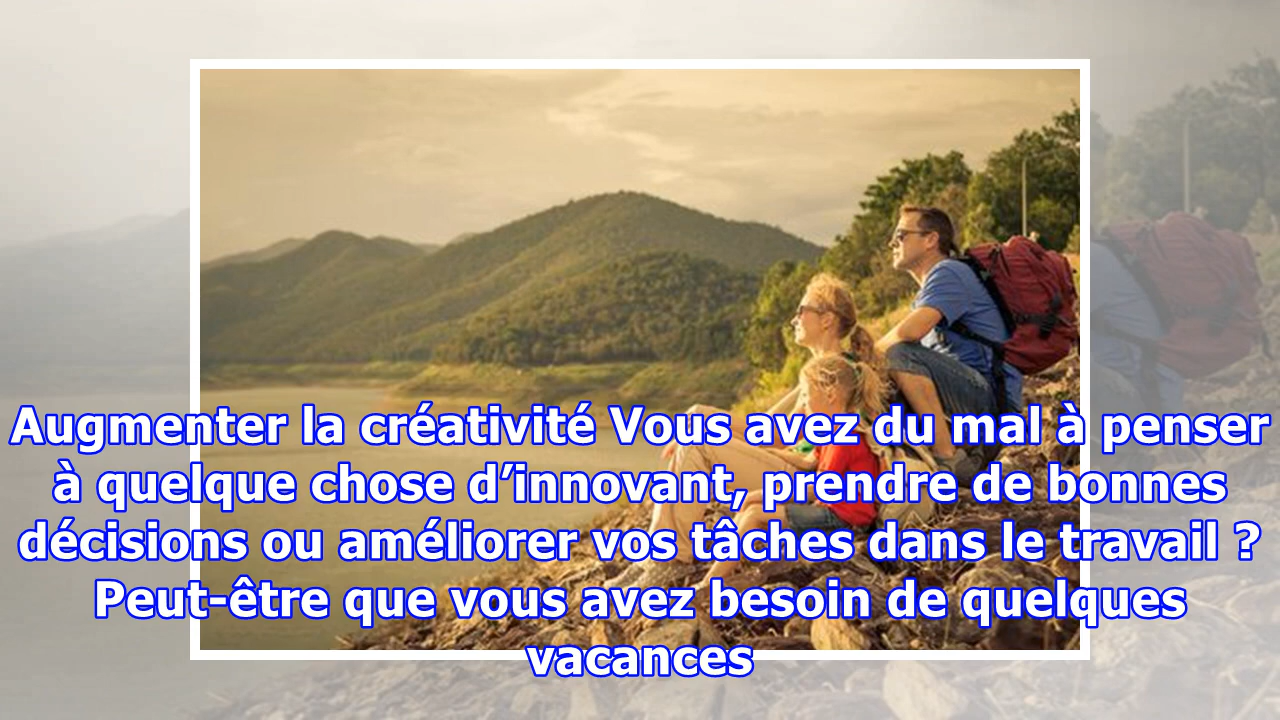 Augmenter la créativité Vous avez du mal à penser
à quelque chose d’innovant, prendre de bonnes
décisions ou améliorer vos tâches dans le travail ?
Peut-être que vous avez besoin de quelques
vacances